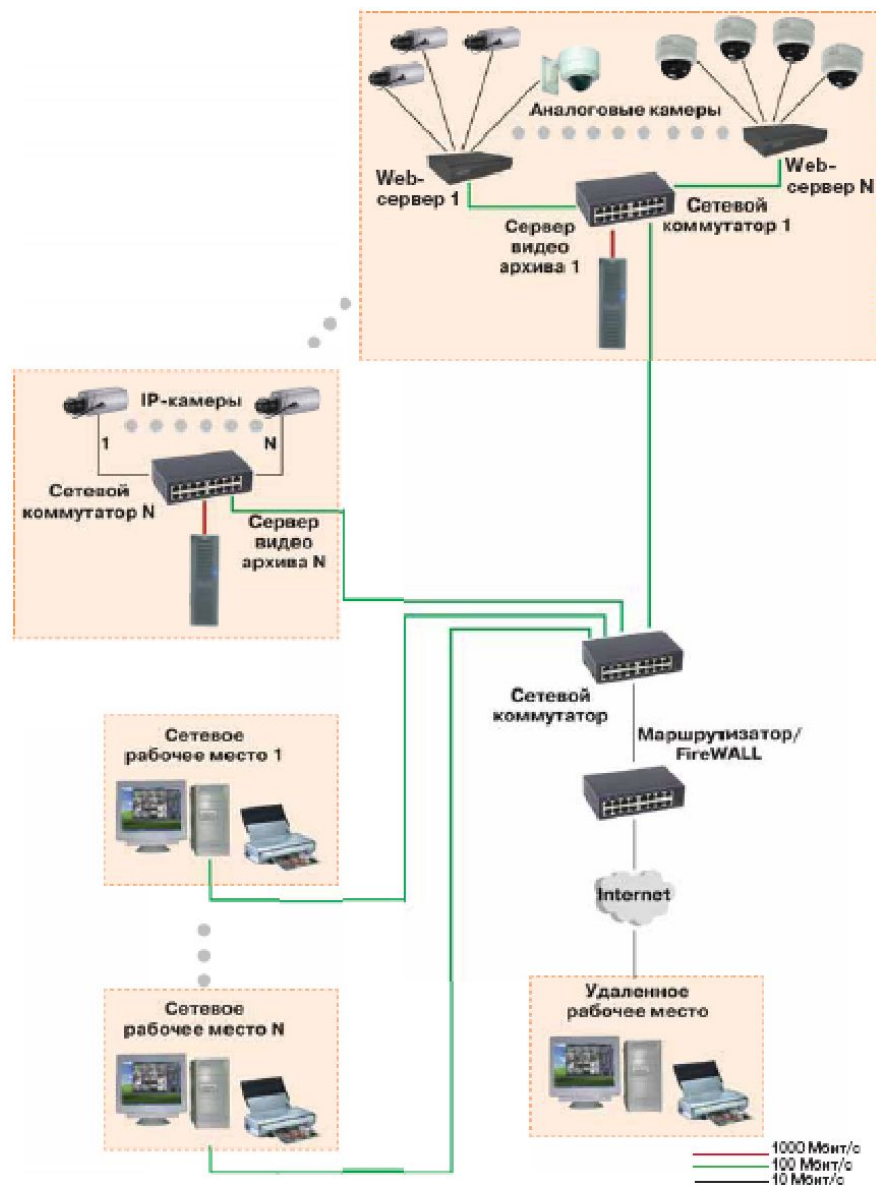 Аналоговые камеры
Web-
сервер 1
Web-
сервер N
Сервер
видео
архива 1
Сетевой
коммутатор 1
IP-камеры
1
N
Сетевой
коммутатор N
Сервер
видео
архива N
Сетевой
коммутатор
Маршрутизатор/
FireWALL
Сетевое
рабочее место 1
Internet
Сетевое
рабочее место N
Удаленное
рабочее место
1000 Мбит/с
100 Мбит/с
10 Мбит/с